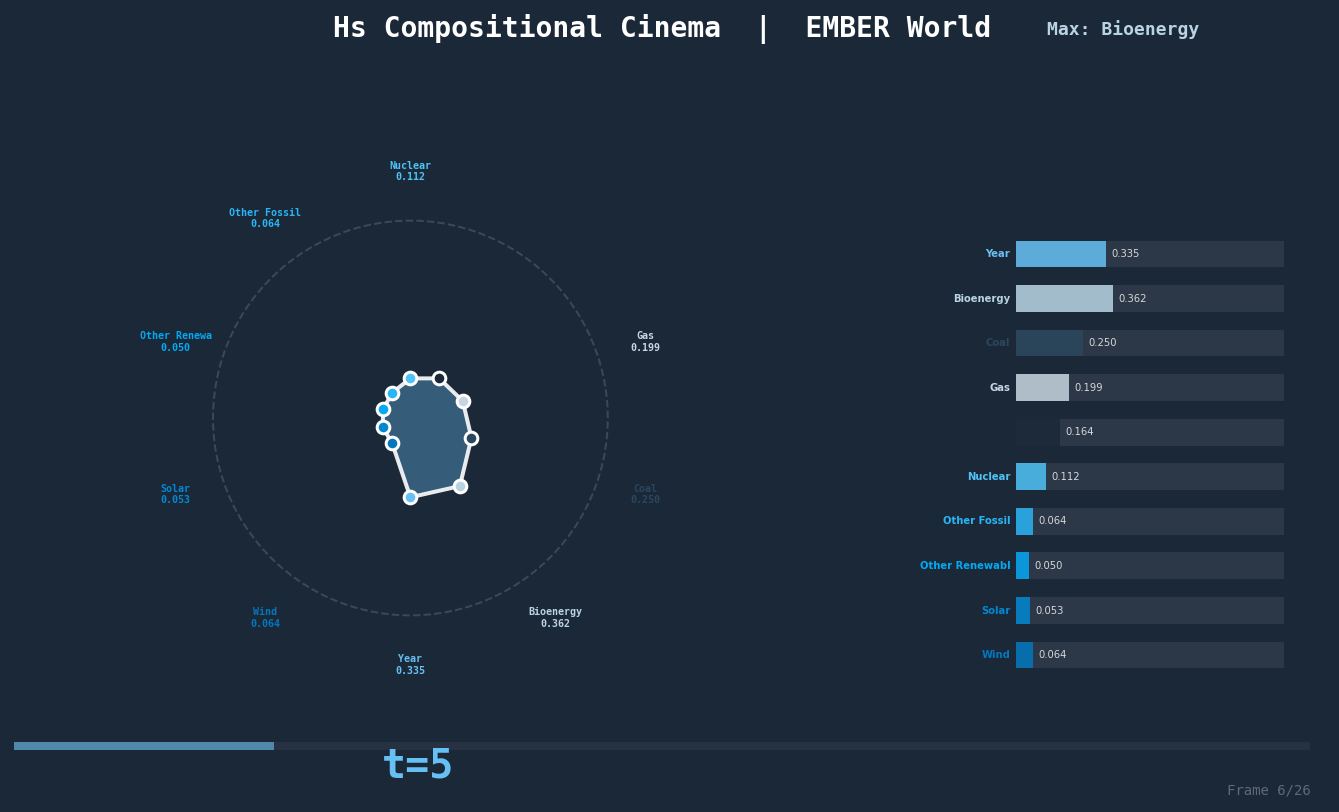 Hs Compositional Cinema | EMBER World
Max: Bioenergy
Nuclear
0.112
Other Fossil
0.064
Other Renewa
0.050
Gas
0.199
Solar
0.053
Coal
0.250
Wind
0.064
Bioenergy
0.362
Year
0.335
Year 0.335
Bioenergy 0.362
Coal 0.250
Gas 0.199
0.164
Nuclear 0.112
Other Fossil 0.064
Other Renewabl 0.050
Solar 0.053
Wind 0.064
t=5
Frame 6/26